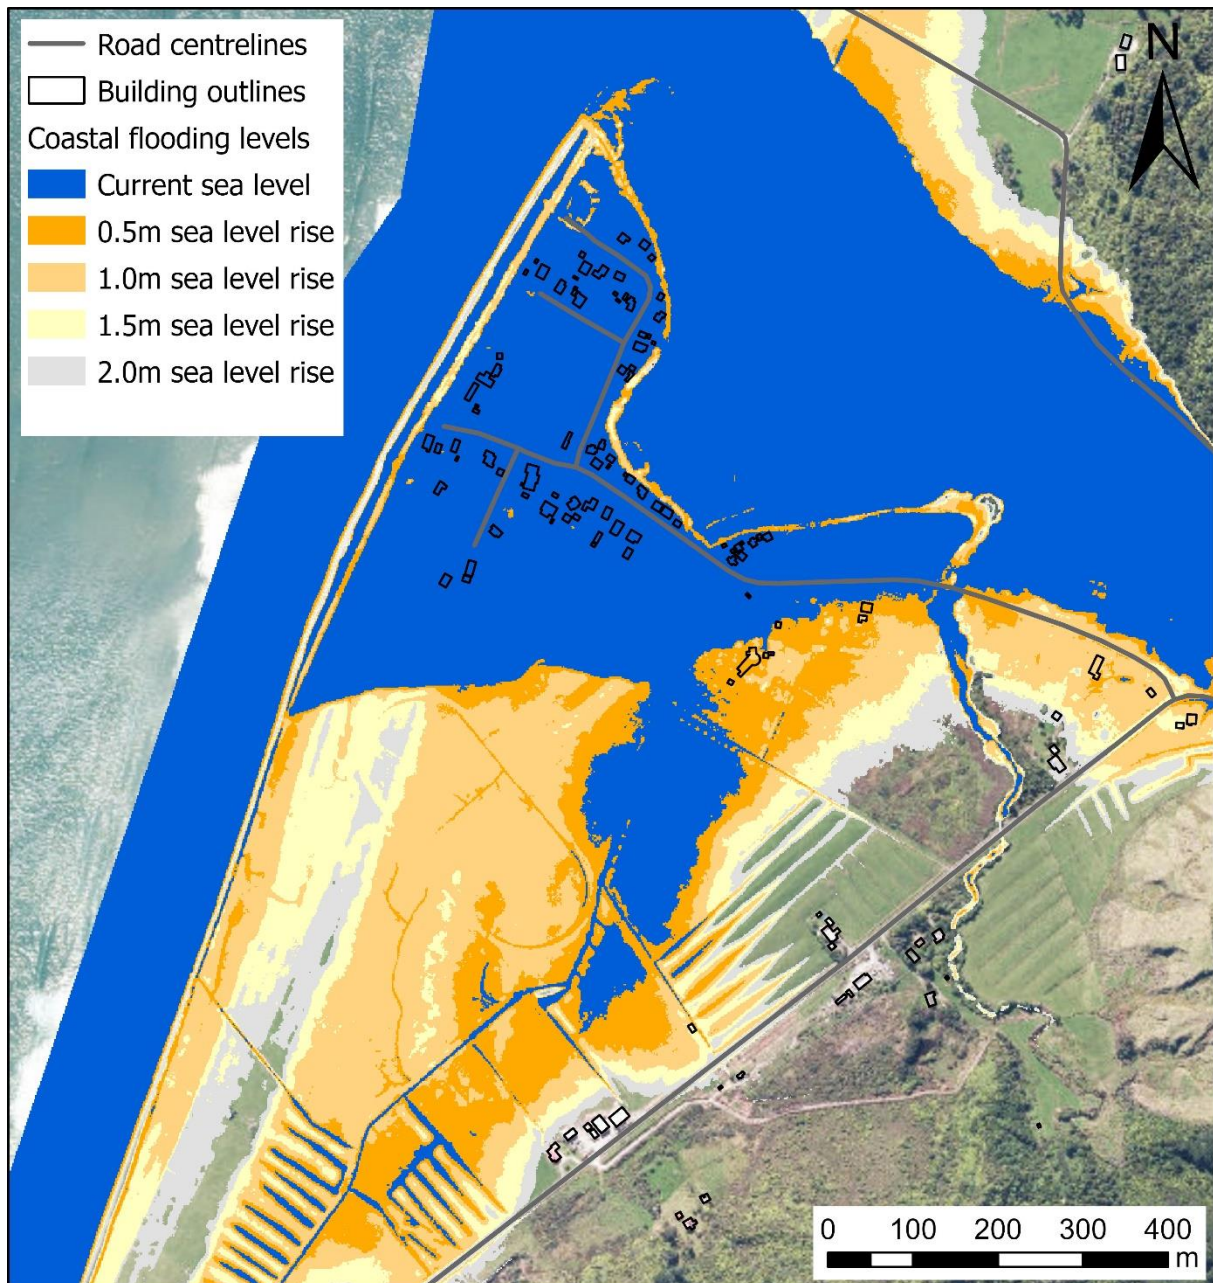 Road centrelines
Building outlines
Coastal flooding levels
Current sea level
0.5m sea level rise
1.0m sea level rise
1.5m sea level rise
2.0m sea level rise
N
0 100 200 300 400
m